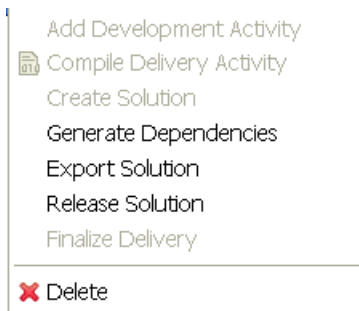 Add Development Activity
Compile Delivery Activity
Create Solution
Generate Dependencies
Export Solution
Release Solution
Finalize Delivery
Delete